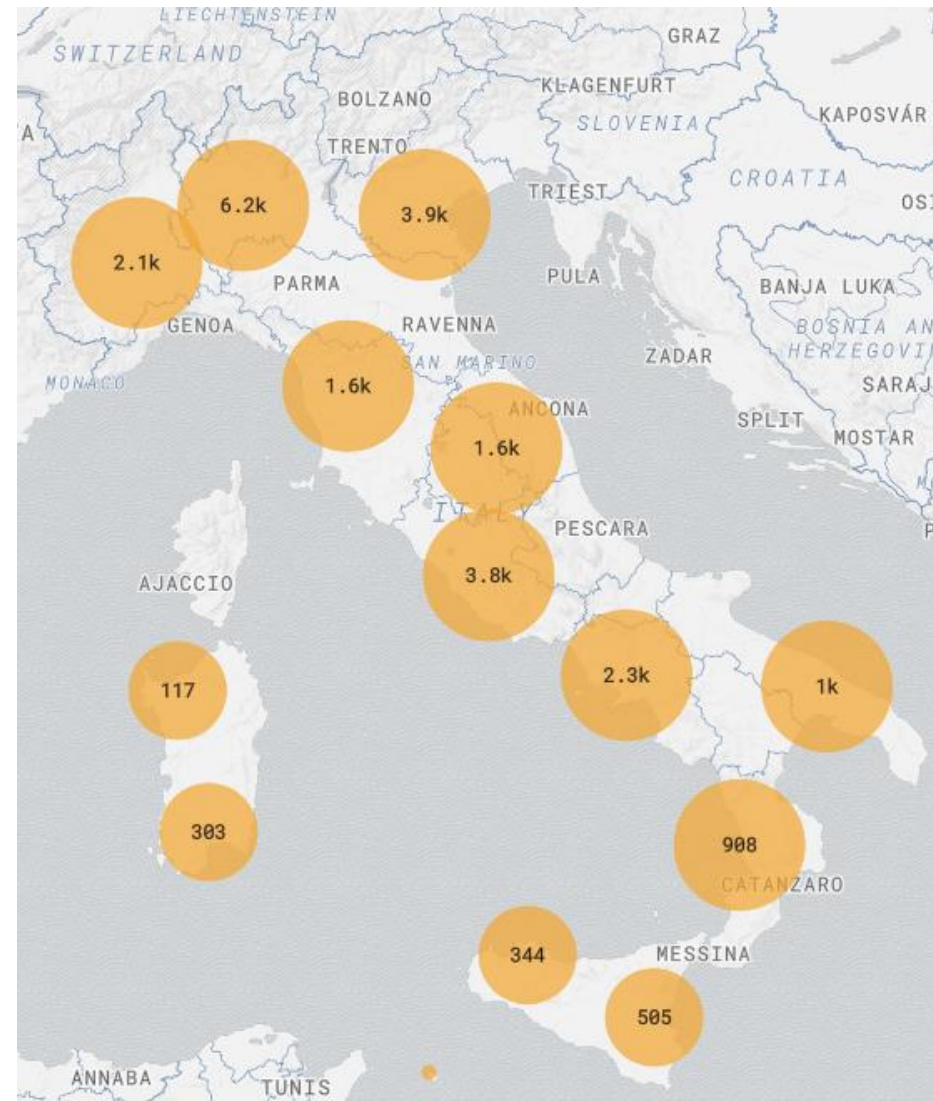 LIECHTENSTEIN
SWITZERLAND
GRAZ
KLAGENFURT
BOLZANO
KAPOSVÁR
SLOVENIA
A
TRENTO
CROATIA
TRIEST
6.2k
3.9k
OSI
2.1k
PULA
PARMA
BANJA LUKA
GENOA
RAVENNA
BOSNIA AN
HERZEGOVI
ZADAR
SAN MARINO
MONACO
1.6k
SARAJ
ANCONA
SPLIT
MOSTAR
1.6k
ITALY
PESCARA
3.8k
AJACCIO
2.3k
1k
117
303
908
CATANZARO
344
MESSINA
505
ANNABA
TUNIS